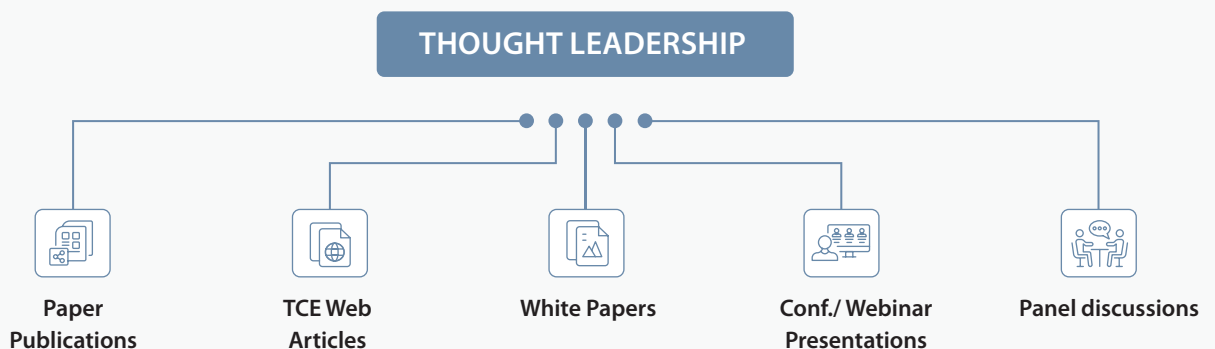 THOUGHT LEADERSHIP
Paper
Publications
TCE Web
Articles
White Papers
Conf./ Webinar
Presentations
Panel discussions